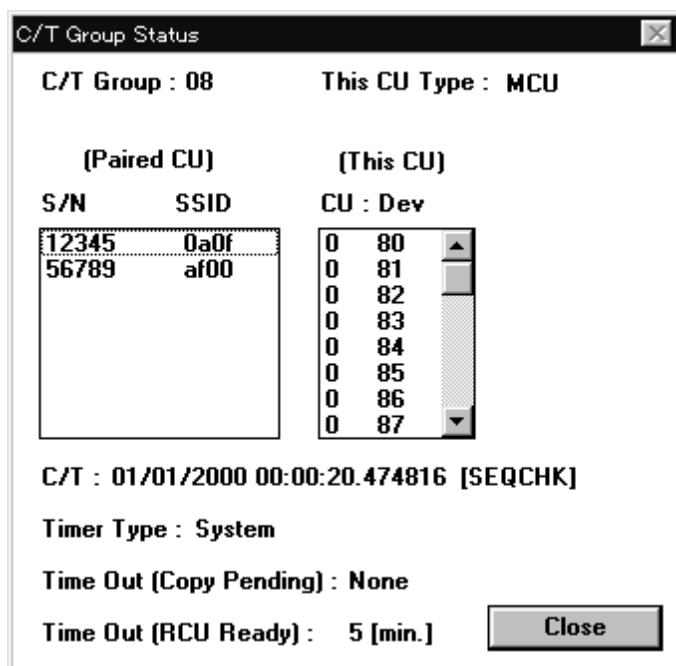 C/T Group Status
C/T Group : 08 This CU Type : MCU
(Paired CU) (This CU)
S/N SSID CU : Dev
12345 0a0f 0 80
56789 af00 0 81
0 82
0 83
0 84
0 85
0 86
0 87
C/T : 01/01/2000 00:00:20.474816 [SEQCHK]
Timer Type : System
Time Out (Copy Pending) : None
Time Out (RCU Ready) : 5 [min.] Close